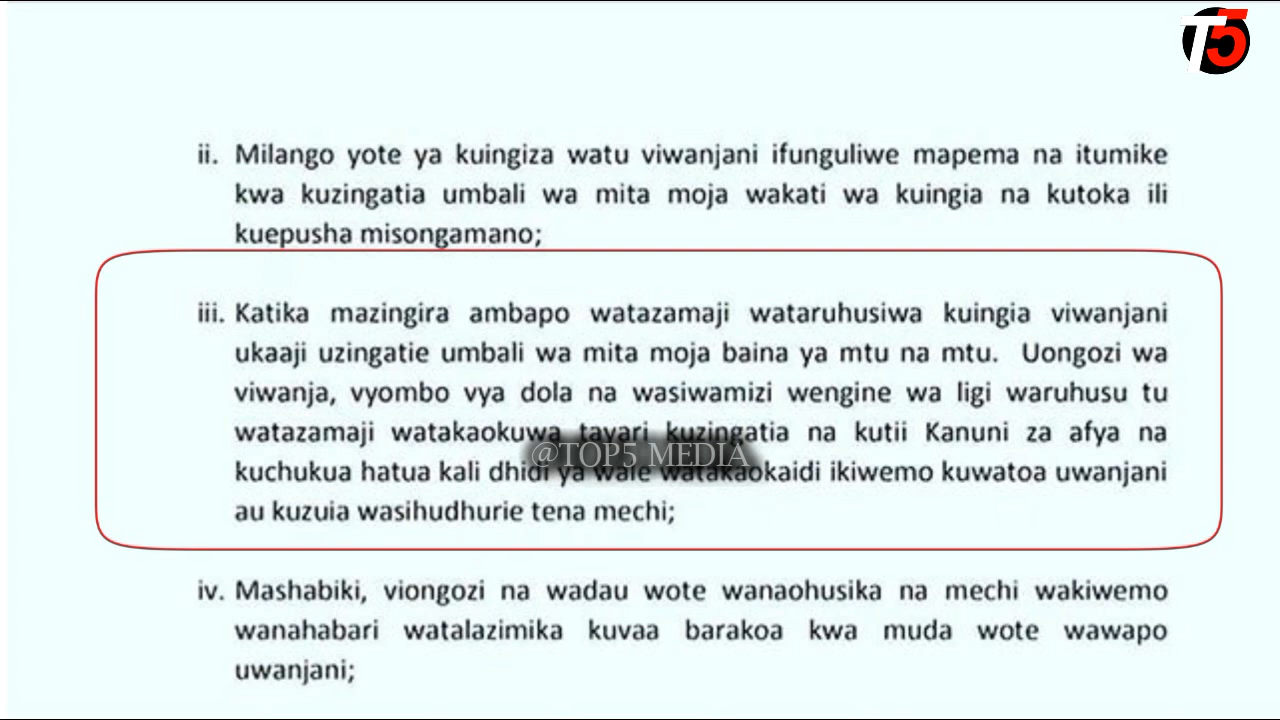 T5
ii. Milango yote ya kuingiza watu viwanjani ifunguliwe mapema na itumike
kwa kuzingatia umbali wa mita moja wakati wa kuingia na kutoka ili
kuepusha misongamano;
iii. Katika mazingira ambapo watazamaji wataruhusiwa kuingia viwanjani
ukaaji uzingatie umbali wa mita moja baina ya mtu na mtu. Uongozi wa
viwanja, vyombo vya dola na wasiwamizi wengine wa ligi waruhusu tu
watazamaji watakaokuwa tayari kuzingatia na kutii Kanuni za afya na
@TOP5 MEDIA
kuchukua hatua kali dhidi ya wale watakaokaidi ikiwemo kuwatoa uwanjani
au kuzuia wasihudhurie tena mechi;
iv. Mashabiki, viongozi na wadau wote wanaohusika na mechi wakiwemo
wanahabari watalazimika kuvaa barakoa kwa muda wote wawapo
uwanjani;